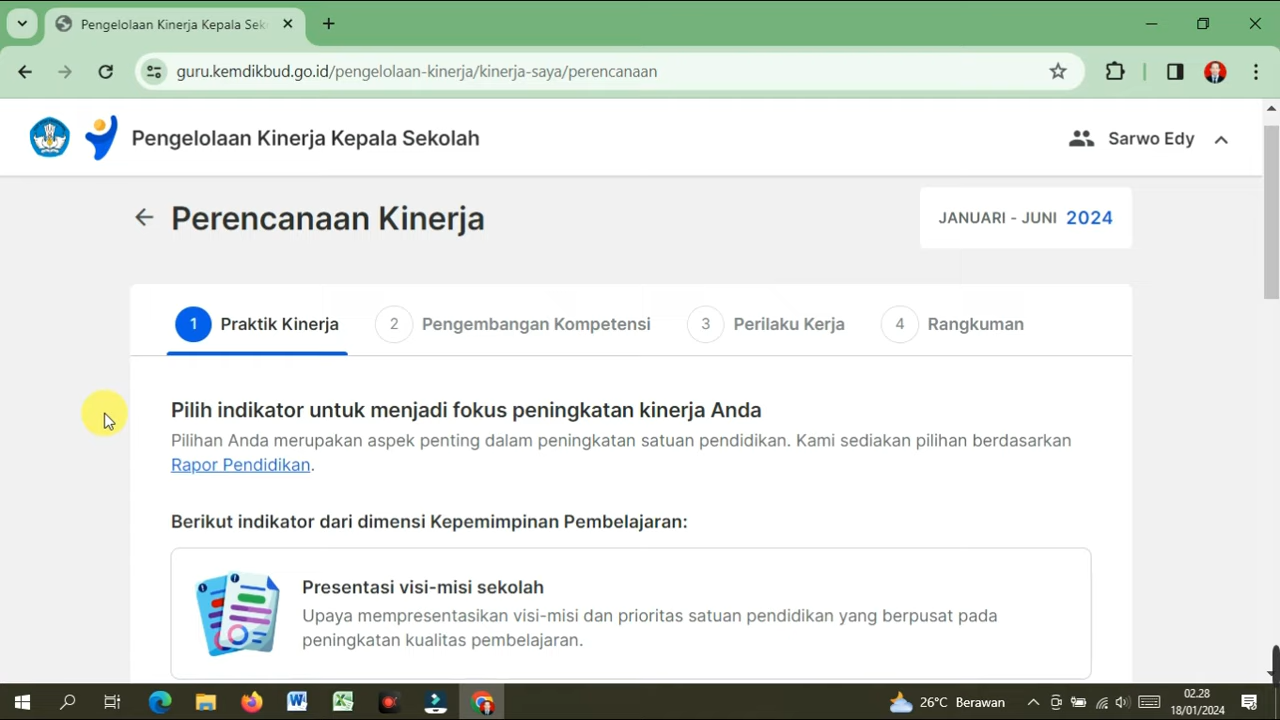 Pengelolaan Kinerja Kepala Sek
guru.kemdikbud.go.id/pengelolaan-kinerja/kinerja-saya/perencanaan
Pengelolaan Kinerja Kepala Sekolah
Sarwo Edy
Perencanaan Kinerja
JANUARI - JUNI 2024
1 Praktik Kinerja
2 Pengembangan Kompetensi
3 Perilaku Kerja
4 Rangkuman
Pilih indikator untuk menjadi fokus peningkatan kinerja Anda
Pilihan Anda merupakan aspek penting dalam peningkatan satuan pendidikan. Kami sediakan pilihan berdasarkan
Rapor Pendidikan.
Berikut indikator dari dimensi Kepemimpinan Pembelajaran:
Presentasi visi-misi sekolah
Upaya mempresentasikan visi-misi dan prioritas satuan pendidikan yang berpusat pada
peningkatan kualitas pembelajaran.
26°C Berawan
02.28
18/01/2024